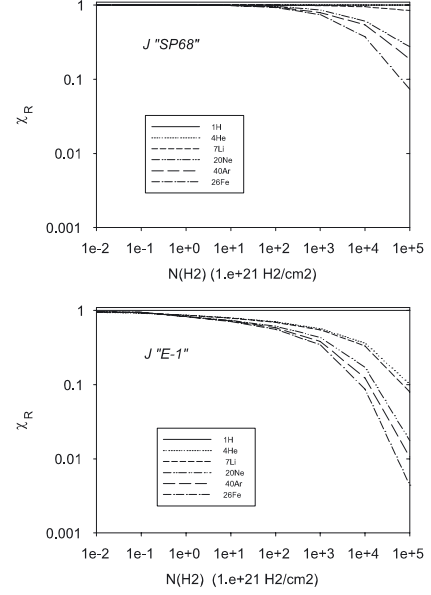 1
J "SP68"
0.1
χR
0.01
1H
4He
7Li
20Ne
40Ar
26Fe
0.001
1e-2 1e-1 1e+0 1e+1 1e+2 1e+3 1e+4 1e+5
N(H2) (1.e+21 H2/cm2)
1
J "E-1"
0.1
χR
0.01
1H
4He
7Li
20Ne
40Ar
26Fe
0.001
1e-2 1e-1 1e+0 1e+1 1e+2 1e+3 1e+4 1e+5
N(H2) (1.e+21 H2/cm2)